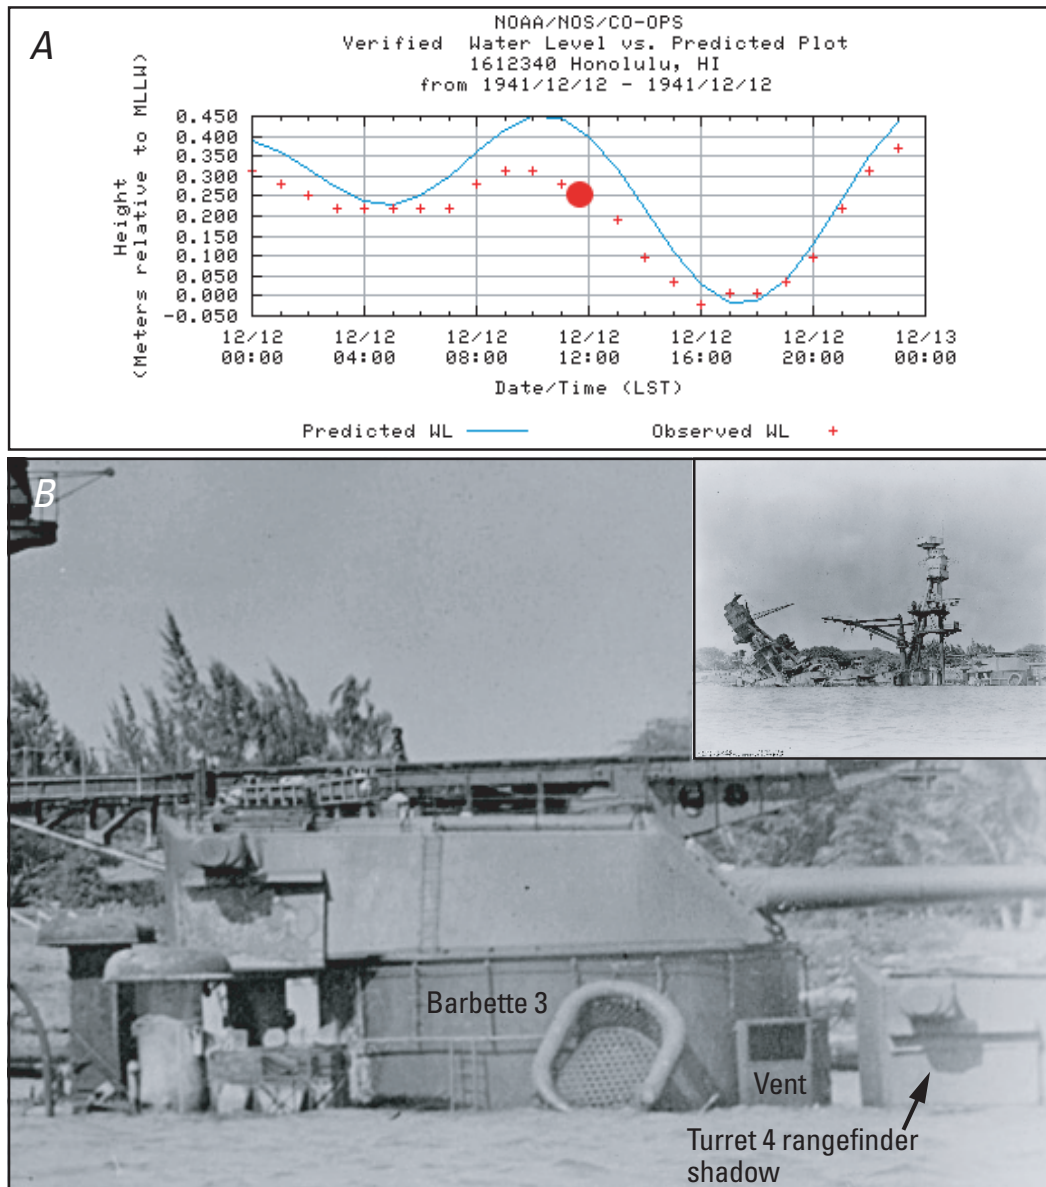 A
NOAA/NOS/CO-OPS
Verified Water Level vs. Predicted Plot
1612340 Honolulu, HI
from 1941/12/12 - 1941/12/12
Height
(Meters relative to MLLW)
0.450
0.400
0.350
0.300
0.250
0.200
0.150
0.100
0.050
0.000
-0.050
12/12 12/12 12/12 12/12 12/12 12/12 12/13
00:00 04:00 08:00 12:00 16:00 20:00 00:00
Date/Time (LST)
Predicted WL Observed WL
B
Barbette 3
Vent
Turret 4 rangefinder
shadow